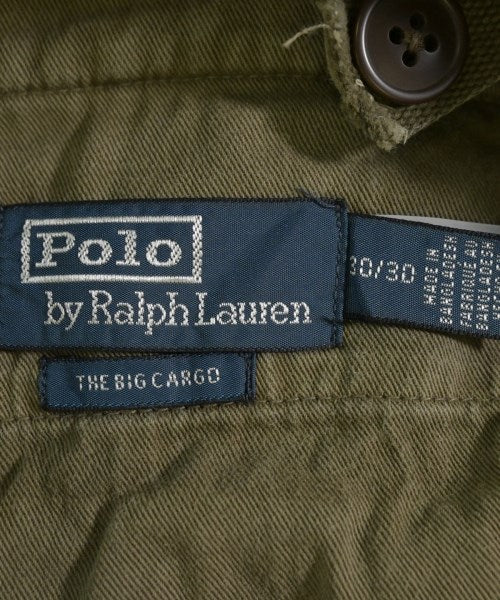 Polo
by Ralph Lauren
THE BIG CARGO
30/30
MADE IN
BANGLADESH
FABRIQUE AU
BANGLADESH